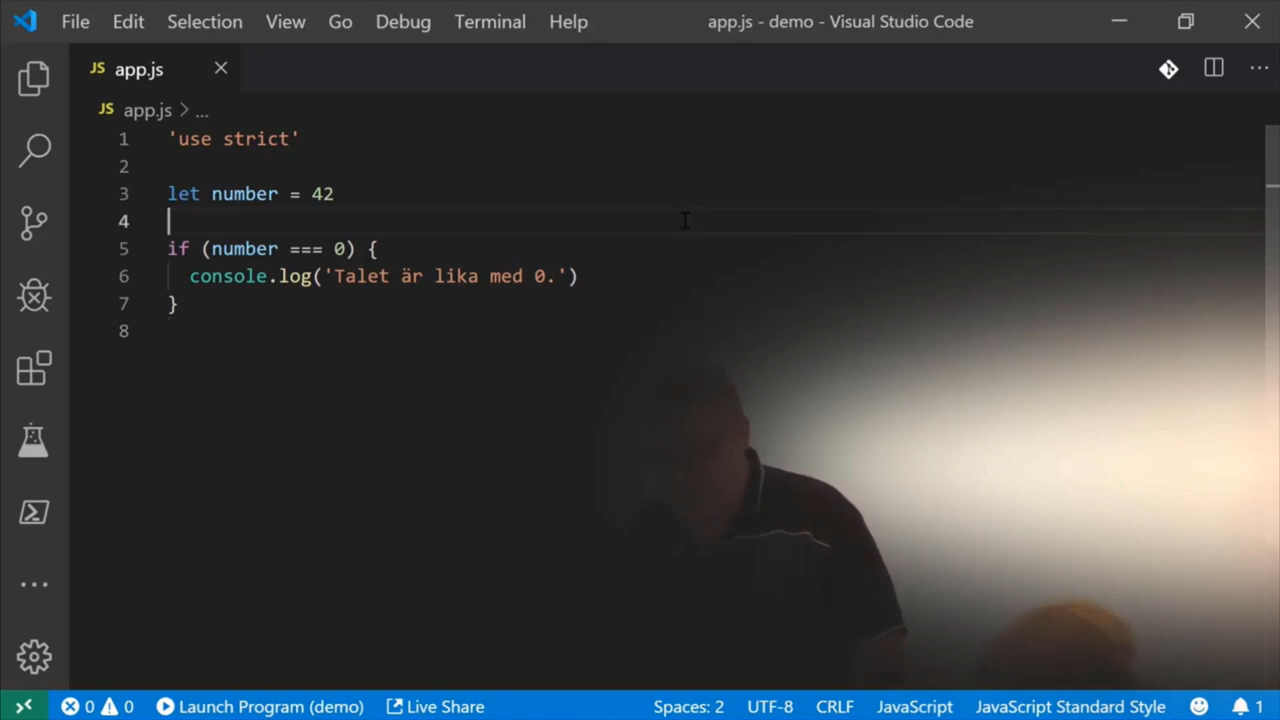 File Edit Selection View Go Debug Terminal Help app.js - demo - Visual Studio Code
JS app.js
JS app.js > ...
1 'use strict'
2
3 let number = 42
4
5 if (number === 0) {
6 console.log('Talet är lika med 0.')
7 }
8
0 0 Launch Program (demo) Live Share Spaces: 2 UTF-8 CRLF JavaScript JavaScript Standard Style 1